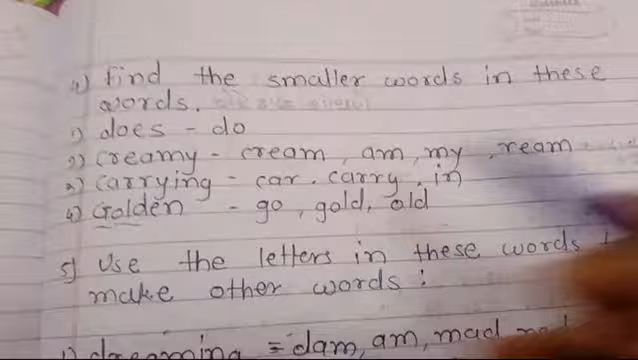 4) Find the smaller words in these
words.
1) does - do
2) creamy - cream, am, my, ream
3) carrying - car, carry, in
4) Golden - go, gold, old
5) Use the letters in these words
make other words:
1) dreaming = dam, am, mad